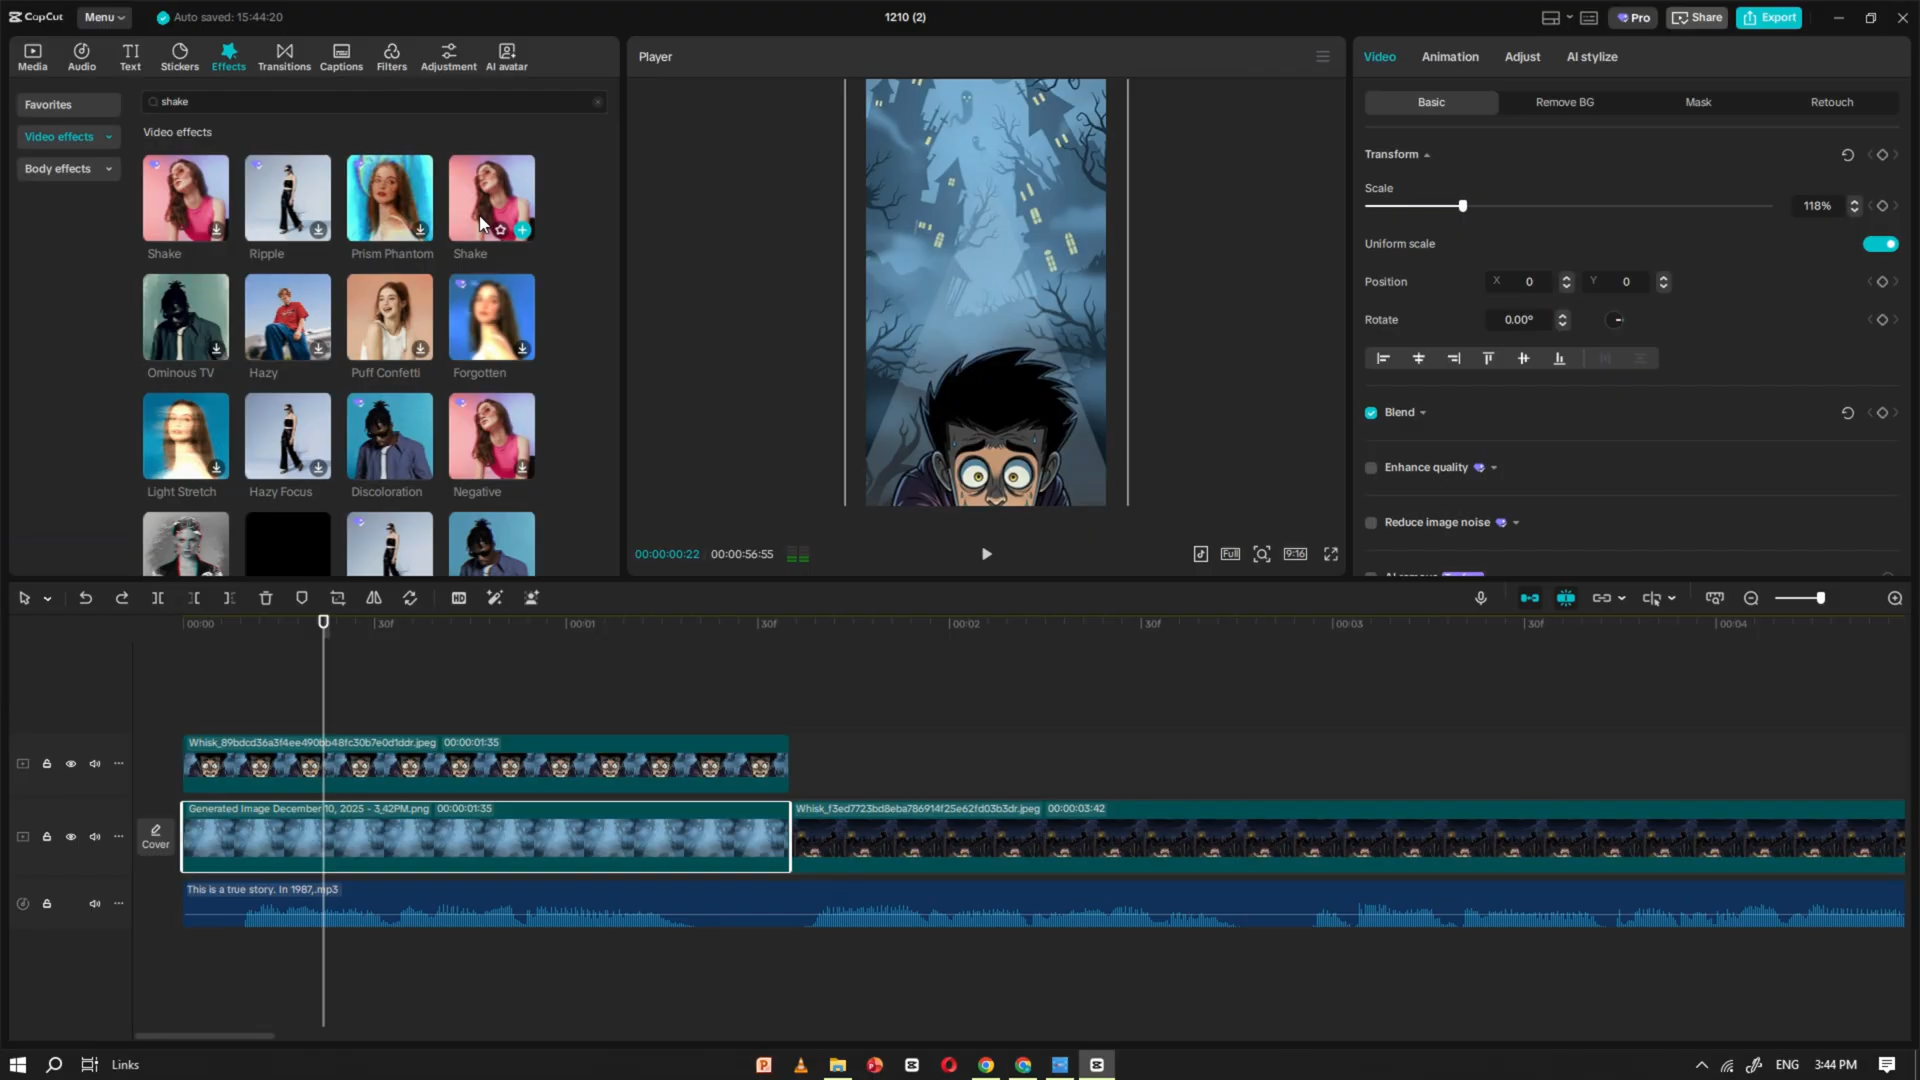 CapCut Menu Auto saved: 15:44:20 1210 (2) Pro Share Export
Media Audio Text Stickers Effects Transitions Captions Filters Adjustment AI avatar
Favorites
Video effects
Body effects
shake
Video effects
Shake Ripple Prism Phantom Shake
Ominous TV Hazy Puff Confetti Forgotten
Light Stretch Hazy Focus Discoloration Negative
Player
00:00:00:22 00:00:56:55 Full 9:16
Video Animation Adjust AI stylize
Basic Remove BG Mask Retouch
Transform
Scale
118%
Uniform scale
Position X 0 Y 0
Rotate 0.00°
Blend
Enhance quality
Reduce image noise
AI remove
HD
00:00 30f 00:01 30f 00:02 30f 00:03 30f 00:04
Whisk_89bdcd36a3f4ee490bb48fc30b7e0d1ddr.jpeg 00:00:01:35
Generated Image December 10, 2025 - 3_42PM.png 00:00:01:35 Whisk_f3ed7723bd8eba786914f25e62fd03b3dr.jpeg 00:00:03:42
Cover
This is a true story. In 1987,.mp3
Links ENG 3:44 PM